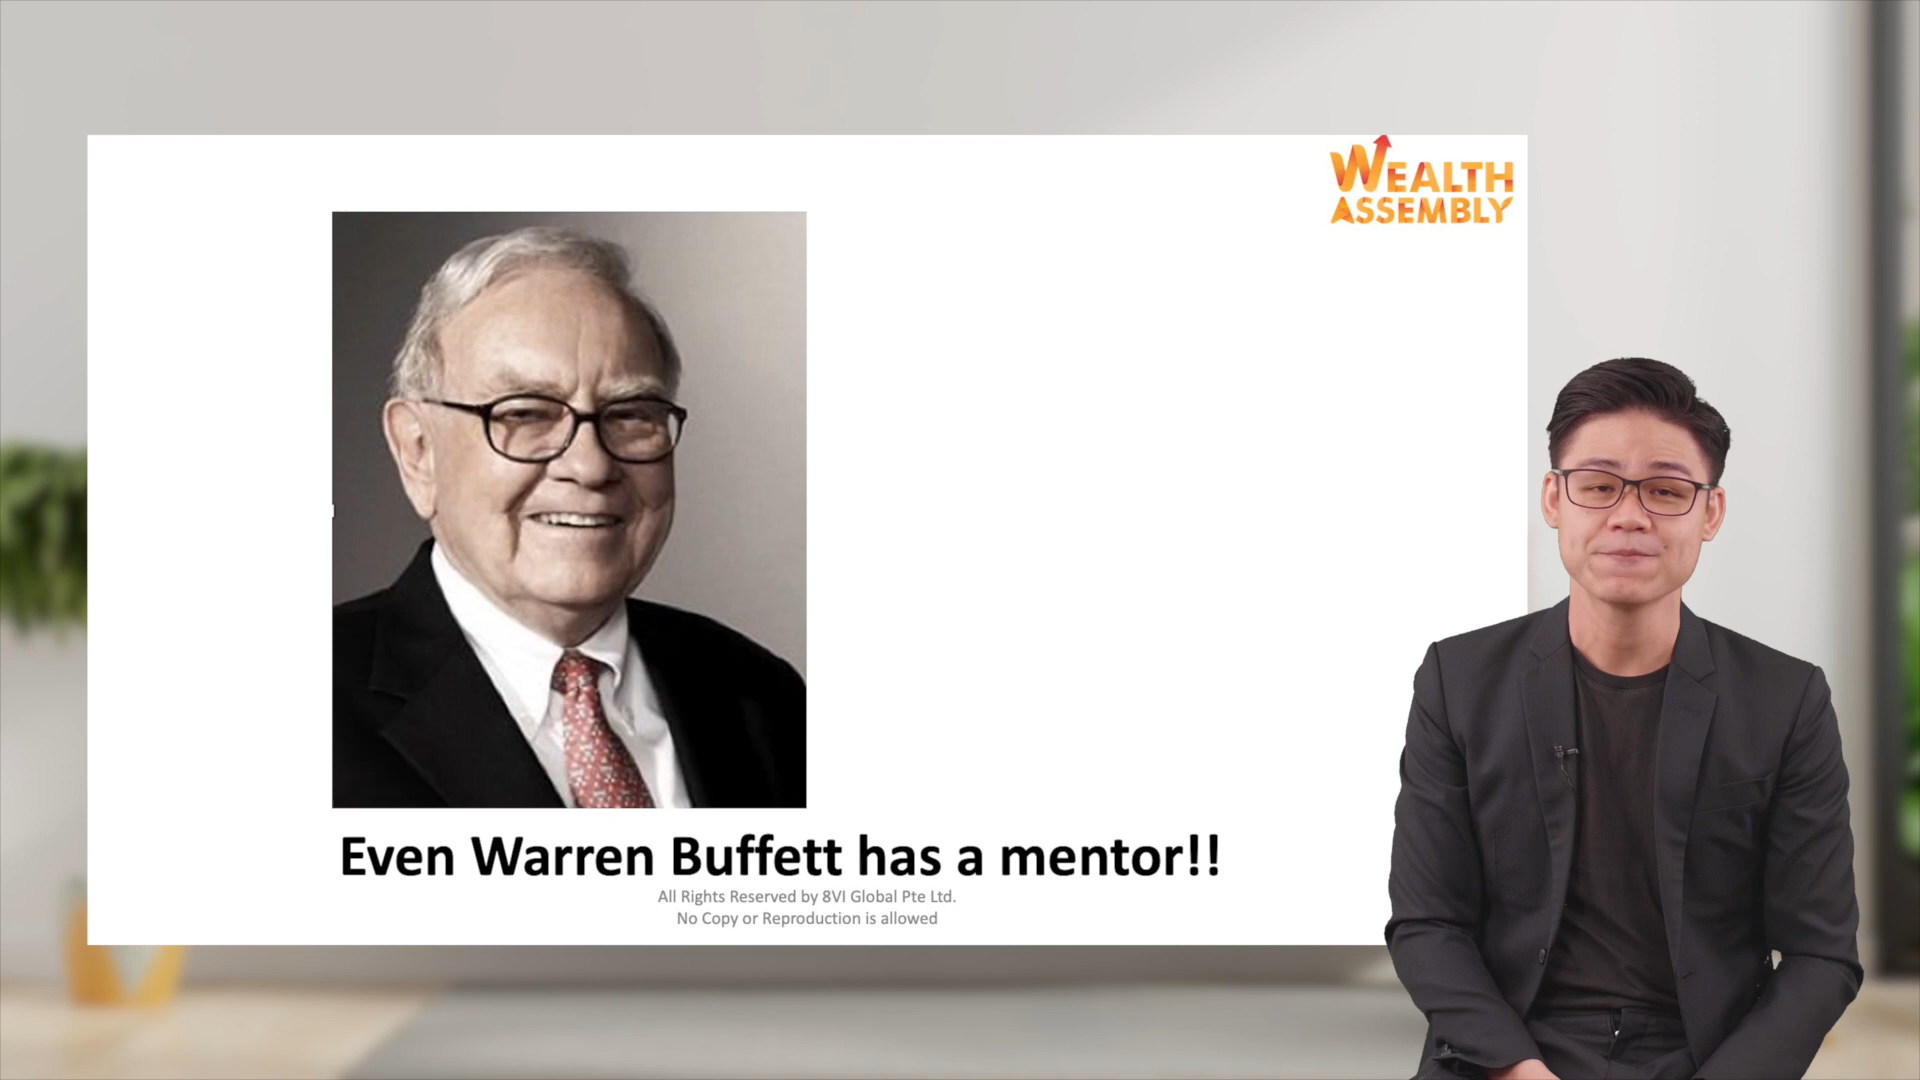 WEALTH
ASSEMBLY
Even Warren Buffett has a mentor!!
All Rights Reserved by 8VI Global Pte Ltd.
No Copy or Reproduction is allowed